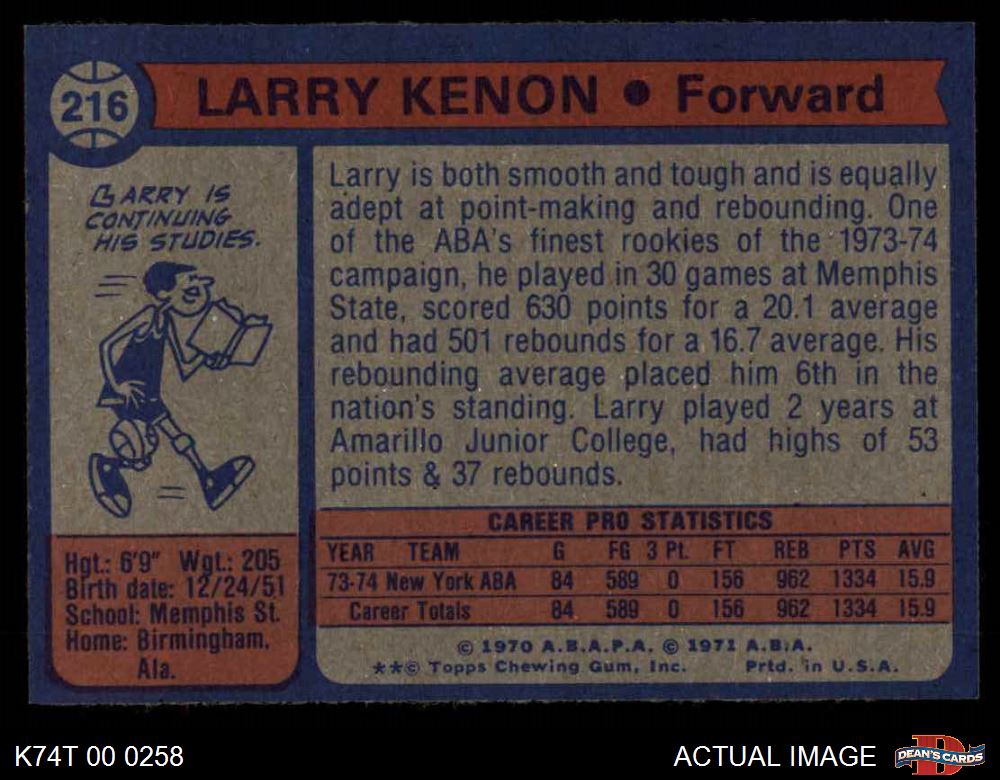 216
LARRY KENON • Forward
LARRY IS
CONTINUING
HIS STUDIES.
Hgt.: 6'9" Wgt.: 205
Birth date: 12/24/51
School: Memphis St.
Home: Birmingham,
Ala.
Larry is both smooth and tough and is equally
adept at point-making and rebounding. One
of the ABA's finest rookies of the 1973-74
campaign, he played in 30 games at Memphis
State, scored 630 points for a 20.1 average
and had 501 rebounds for a 16.7 average. His
rebounding average placed him 6th in the
nation's standing. Larry played 2 years at
Amarillo Junior College, had highs of 53
points & 37 rebounds.
CAREER PRO STATISTICS
YEAR TEAM G FG 3 Pt. FT REB PTS AVG
73-74 New York ABA 84 589 0 156 962 1334 15.9
Career Totals 84 589 0 156 962 1334 15.9
© 1970 A.B.A.P.A. © 1971 A.B.A.
**© Topps Chewing Gum, Inc. Prtd. in U.S.A.
K74T 00 0258
ACTUAL IMAGE
D
DEAN'S CARDS